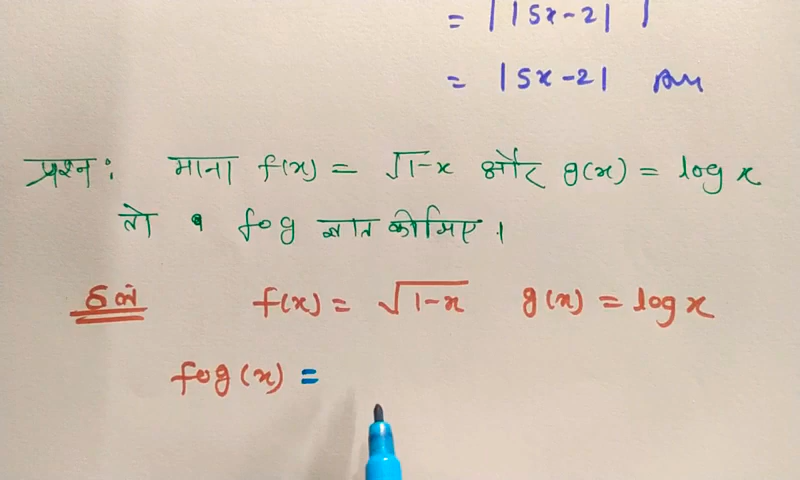 = ||5x-2||
= |5x-2| Ans
प्रश्न: माना f(x) = √1-x और g(x) = log x
तो fog ज्ञात कीजिए।
हल f(x) = √1-x g(x) = log x
fog(x) =